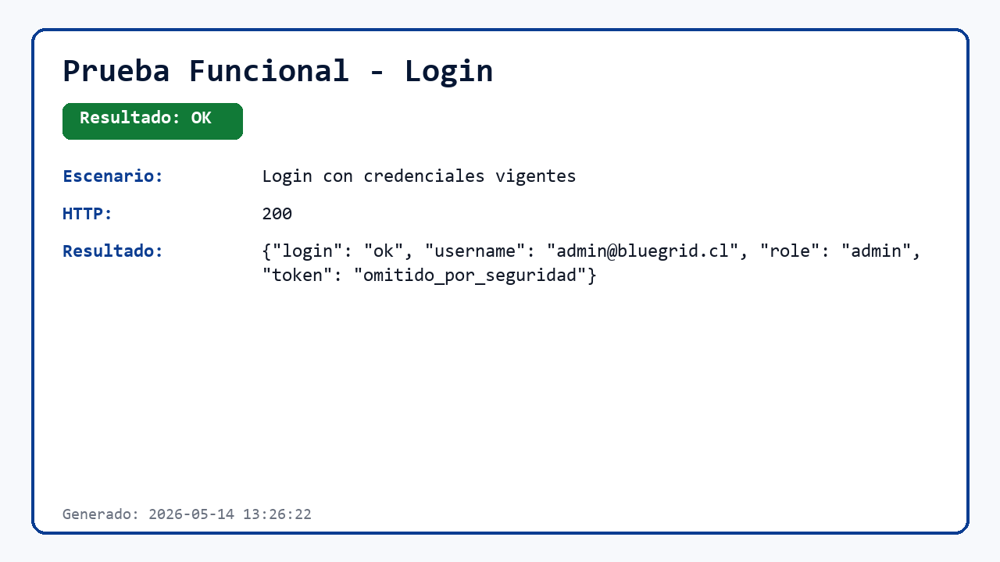 Prueba Funcional - Login
Resultado: OK
Escenario: Login con credenciales vigentes
HTTP: 200
Resultado: {"login": "ok", "username": "admin@bluegrid.cl", "role": "admin",
"token": "omitido_por_seguridad"}
Generado: 2026-05-14 13:26:22